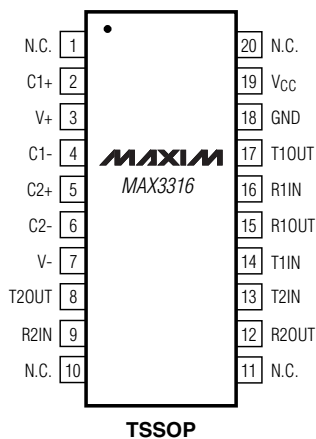 N.C. 1
C1+ 2
V+ 3
C1- 4
C2+ 5
C2- 6
V- 7
T2OUT 8
R2IN 9
N.C. 10
MAXIM
MAX3316
20 N.C.
19 VCC
18 GND
17 T1OUT
16 R1IN
15 R1OUT
14 T1IN
13 T2IN
12 R2OUT
11 N.C.
TSSOP